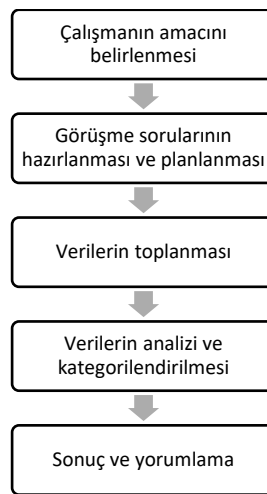 Çalışmanın amacını
belirlenmesi
Görüşme sorularının
hazırlanması ve planlanması
Verilerin toplanması
Verilerin analizi ve
kategorilendirilmesi
Sonuç ve yorumlama